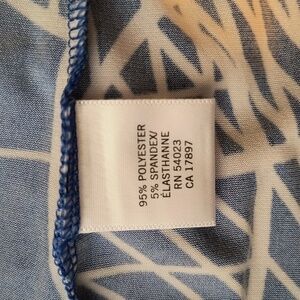 95% POLYESTER
5% SPANDEX/
ÉLASTHANNE
RN 54023
CA 17897